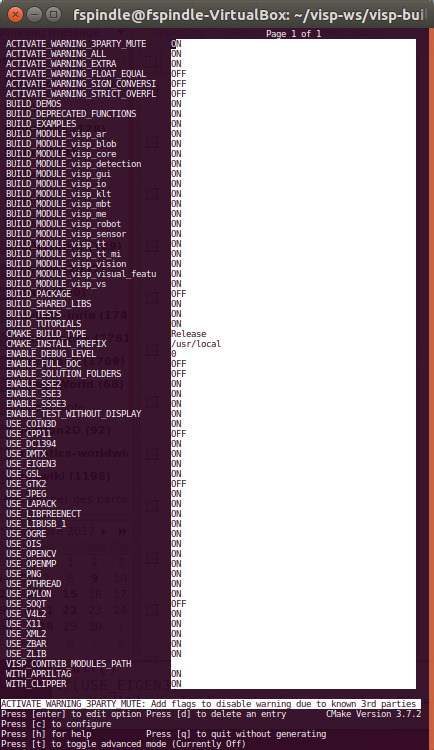 fspindle@fspindle-VirtualBox: ~/visp-ws/visp-buil
Page 1 of 1
ACTIVATE_WARNING_3PARTY_MUTE ON
ACTIVATE_WARNING_ALL ON
ACTIVATE_WARNING_EXTRA ON
ACTIVATE_WARNING_FLOAT_EQUAL OFF
ACTIVATE_WARNING_SIGN_CONVERSI OFF
ACTIVATE_WARNING_STRICT_OVERFL OFF
BUILD_DEMOS ON
BUILD_DEPRECATED_FUNCTIONS ON
BUILD_EXAMPLES ON
BUILD_MODULE_visp_ar ON
BUILD_MODULE_visp_blob ON
BUILD_MODULE_visp_core ON
BUILD_MODULE_visp_detection ON
BUILD_MODULE_visp_gui ON
BUILD_MODULE_visp_io ON
BUILD_MODULE_visp_klt ON
BUILD_MODULE_visp_mbt ON
BUILD_MODULE_visp_me ON
BUILD_MODULE_visp_robot ON
BUILD_MODULE_visp_sensor ON
BUILD_MODULE_visp_tt ON
BUILD_MODULE_visp_tt_mi ON
BUILD_MODULE_visp_vision ON
BUILD_MODULE_visp_visual_featu ON
BUILD_MODULE_visp_vs ON
BUILD_PACKAGE OFF
BUILD_SHARED_LIBS ON
BUILD_TESTS ON
BUILD_TUTORIALS ON
CMAKE_BUILD_TYPE Release
CMAKE_INSTALL_PREFIX /usr/local
ENABLE_DEBUG_LEVEL 0
ENABLE_FULL_DOC OFF
ENABLE_SOLUTION_FOLDERS OFF
ENABLE_SSE2 ON
ENABLE_SSE3 ON
ENABLE_SSSE3 ON
ENABLE_TEST_WITHOUT_DISPLAY ON
USE_COIN3D ON
USE_CPP11 OFF
USE_DC1394 ON
USE_DMTX ON
USE_EIGEN3 ON
USE_GSL ON
USE_GTK2 OFF
USE_JPEG ON
USE_LAPACK ON
USE_LIBFREENECT ON
USE_LIBUSB_1 ON
USE_OGRE ON
USE_OIS ON
USE_OPENCV ON
USE_OPENMP ON
USE_PNG ON
USE_PTHREAD ON
USE_PYLON ON
USE_SOQT OFF
USE_V4L2 ON
USE_X11 ON
USE_XML2 ON
USE_ZBAR ON
USE_ZLIB ON
VISP_CONTRIB_MODULES_PATH
WITH_APRILTAG ON
WITH_CLIPPER ON
ACTIVATE_WARNING_3PARTY_MUTE: Add flags to disable warning due to known 3rd parties
Press [enter] to edit option Press [d] to delete an entry CMake Version 3.7.2
Press [c] to configure
Press [h] for help Press [q] to quit without generating
Press [t] to toggle advanced mode (Currently Off)